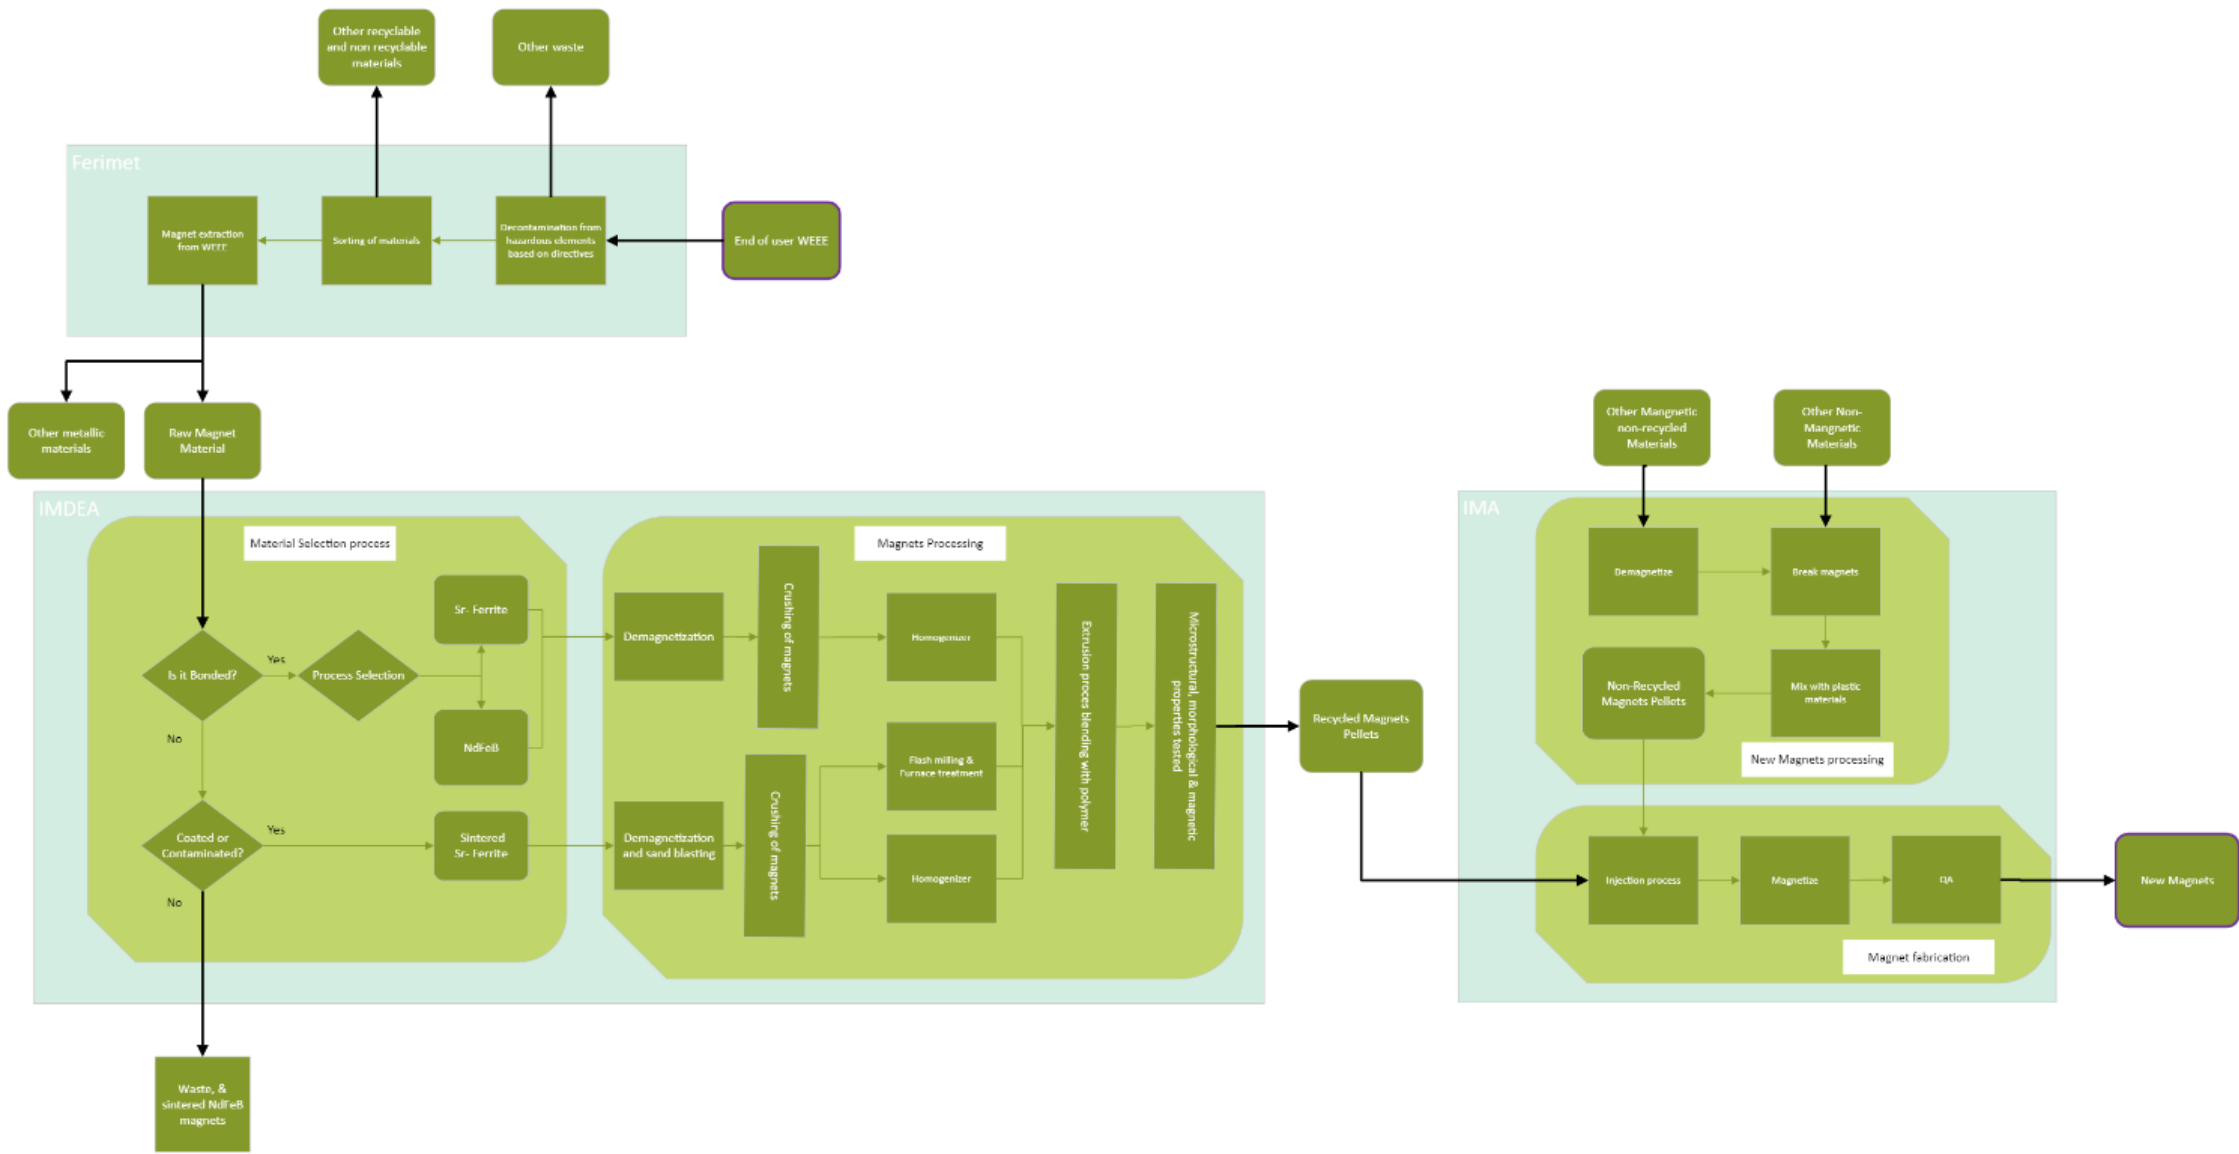 Other recyclable
and non recyclable
materials
Other waste
Ferimet
Magnet extraction
from WEEE
Sorting of materials
Decontamination from
hazardous elements
based on directives
End of user WEEE
Other metallic
materials
Raw Magnet
Material
Other Mangnetic
non-recycled
Materials
Other Non-
Mangnetic
Materials
IMDEA
Material Selection process
Is it Bonded?
Yes
Process Selection
Sr- Ferrite
NdFeB
No
Coated or
Contaminated?
Yes
Sintered
Sr- Ferrite
No
Waste, &
sintered NdFeB
magnets
Magnets Processing
Demagnetization
Crushing of magnets
Homogenizer
Flash milling &
Furnace treatment
Demagnetization
and sand blasting
Crushing of magnets
Homogenizer
Extrusion proces blending with polymer
Microstructural, morphological & magnetic
properties tested
Recycled Magnets
Pellets
IMA
Demagnetize
Break magnets
Non-Recycled
Magnets Pellets
Mix with plastic
materials
New Magnets processing
Injection process
Magnetize
QA
Magnet fabrication
New Magnets